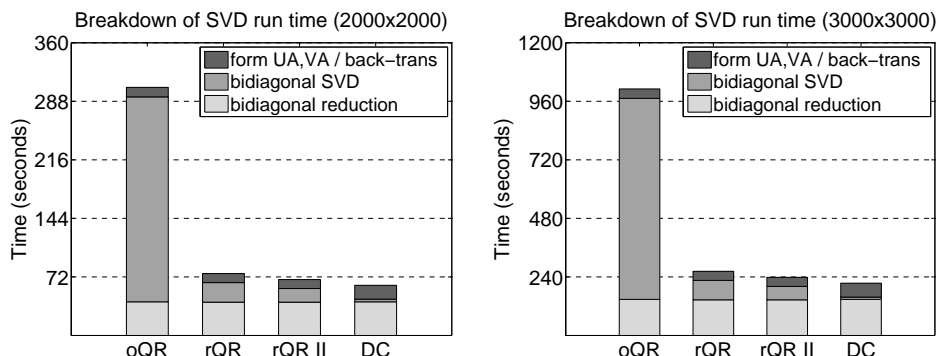 Breakdown of SVD run time (2000x2000)
360
288
216
144
72
Time (seconds)
form UA,VA / back-trans
bidiagonal SVD
bidiagonal reduction
oQR rQR rQR II DC
Breakdown of SVD run time (3000x3000)
1200
960
720
480
240
Time (seconds)
form UA,VA / back-trans
bidiagonal SVD
bidiagonal reduction
oQR rQR rQR II DC